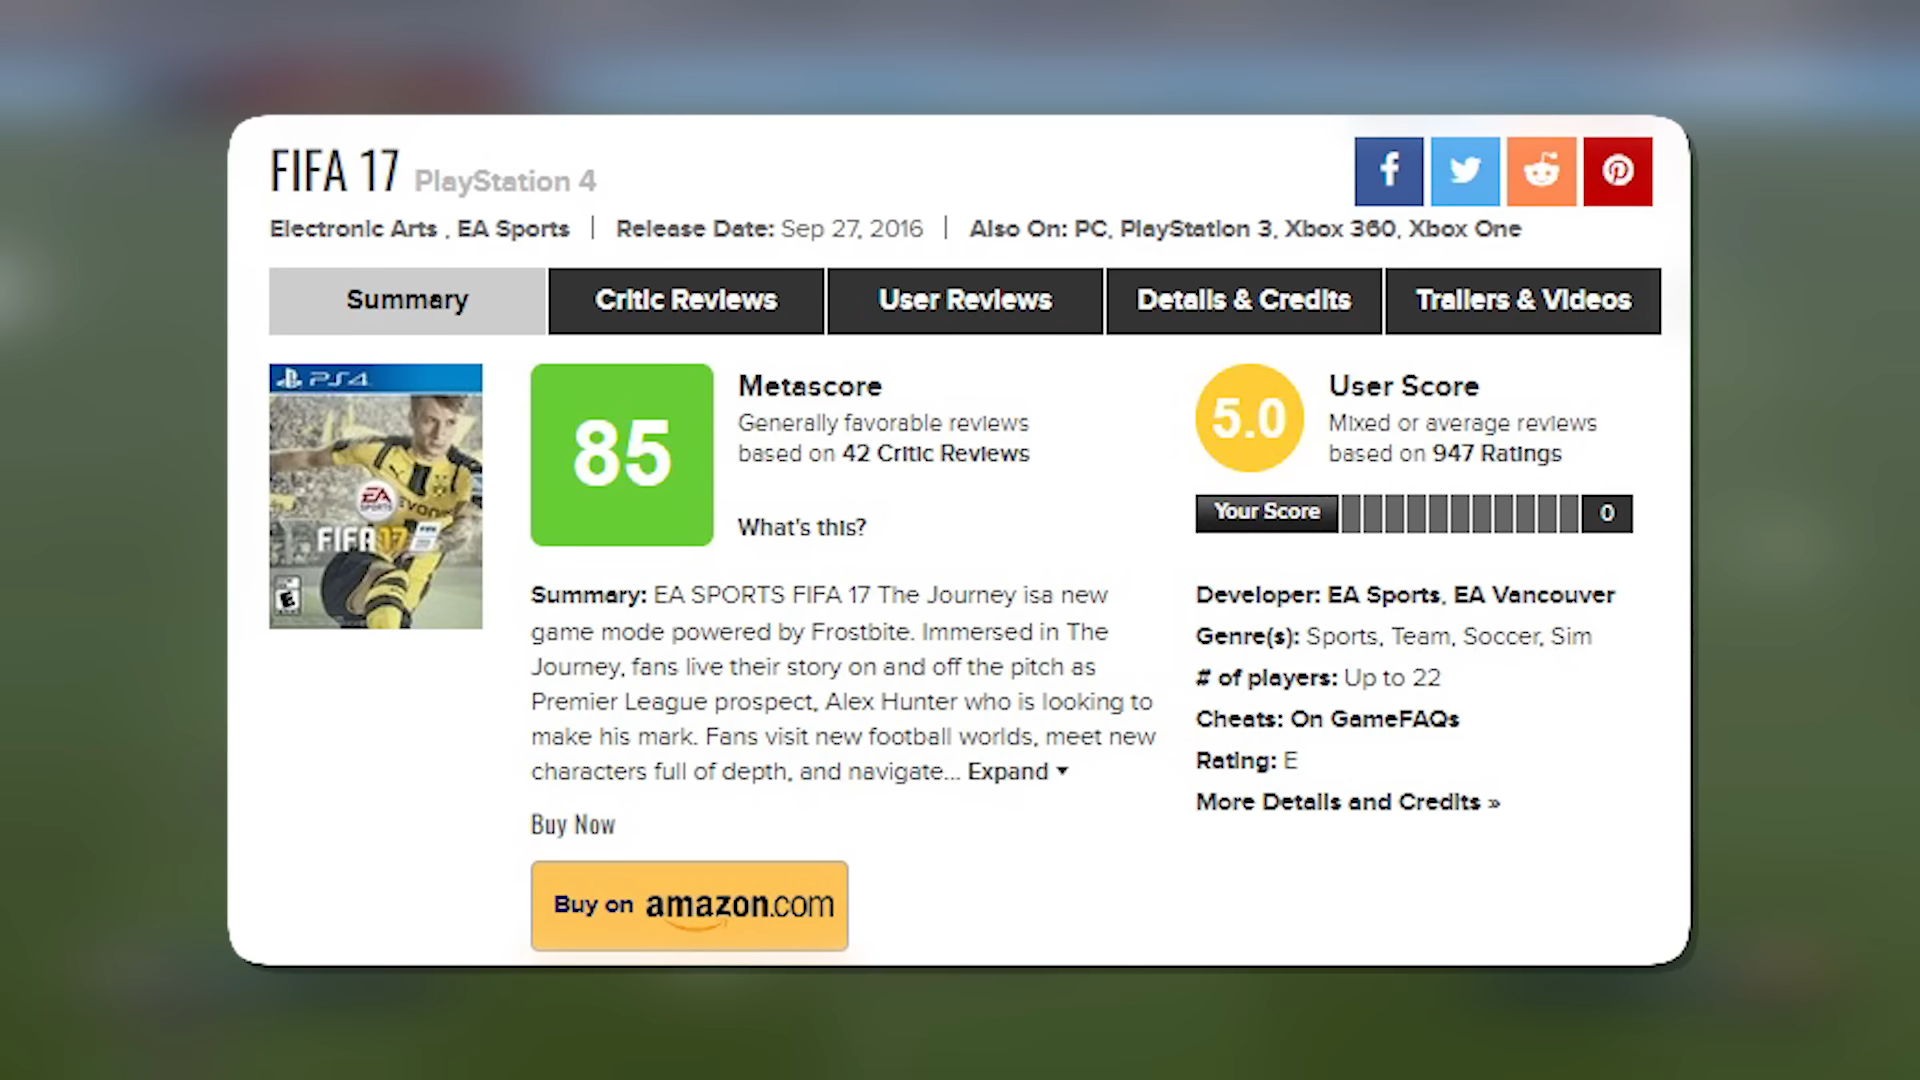 FIFA 17 PlayStation 4
Electronic Arts , EA Sports | Release Date: Sep 27, 2016 | Also On: PC, PlayStation 3, Xbox 360, Xbox One
Summary
Critic Reviews
User Reviews
Details & Credits
Trailers & Videos
PS4
EA
SPORTS
FIFA 17
E
85
Metascore
Generally favorable reviews
based on 42 Critic Reviews
What's this?
5.0
User Score
Mixed or average reviews
based on 947 Ratings
Your Score
0
Summary: EA SPORTS FIFA 17 The Journey isa new
game mode powered by Frostbite. Immersed in The
Journey, fans live their story on and off the pitch as
Premier League prospect, Alex Hunter who is looking to
make his mark. Fans visit new football worlds, meet new
characters full of depth, and navigate... Expand
Buy Now
Buy on amazon.com
Developer: EA Sports, EA Vancouver
Genre(s): Sports, Team, Soccer, Sim
# of players: Up to 22
Cheats: On GameFAQs
Rating: E
More Details and Credits »